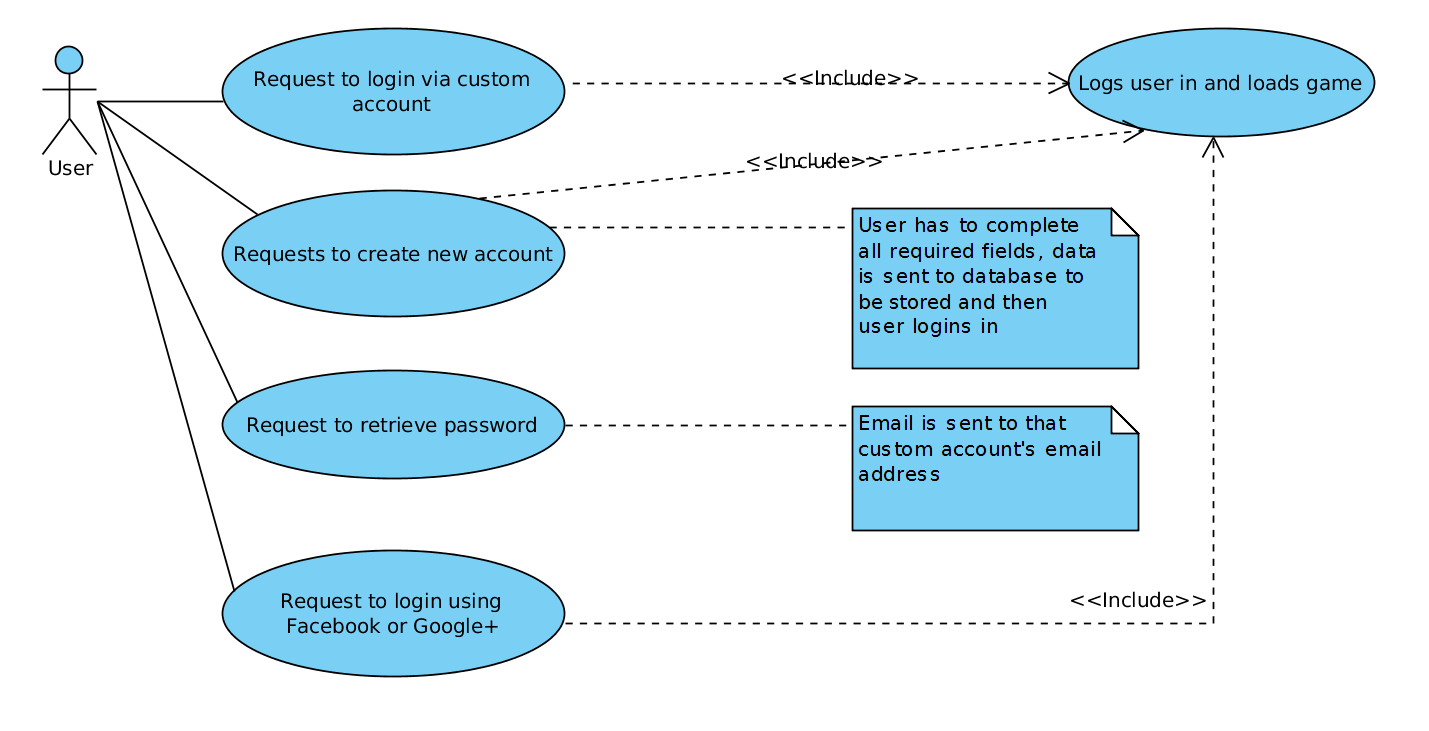 User
Request to login via custom
account
<<Include>>
Logs user in and loads game
<<Include>>
Requests to create new account
User has to complete
all required fields, data
is sent to database to
be stored and then
user logins in
Request to retrieve password
Email is sent to that
custom account's email
address
Request to login using
Facebook or Google+
<<Include>>